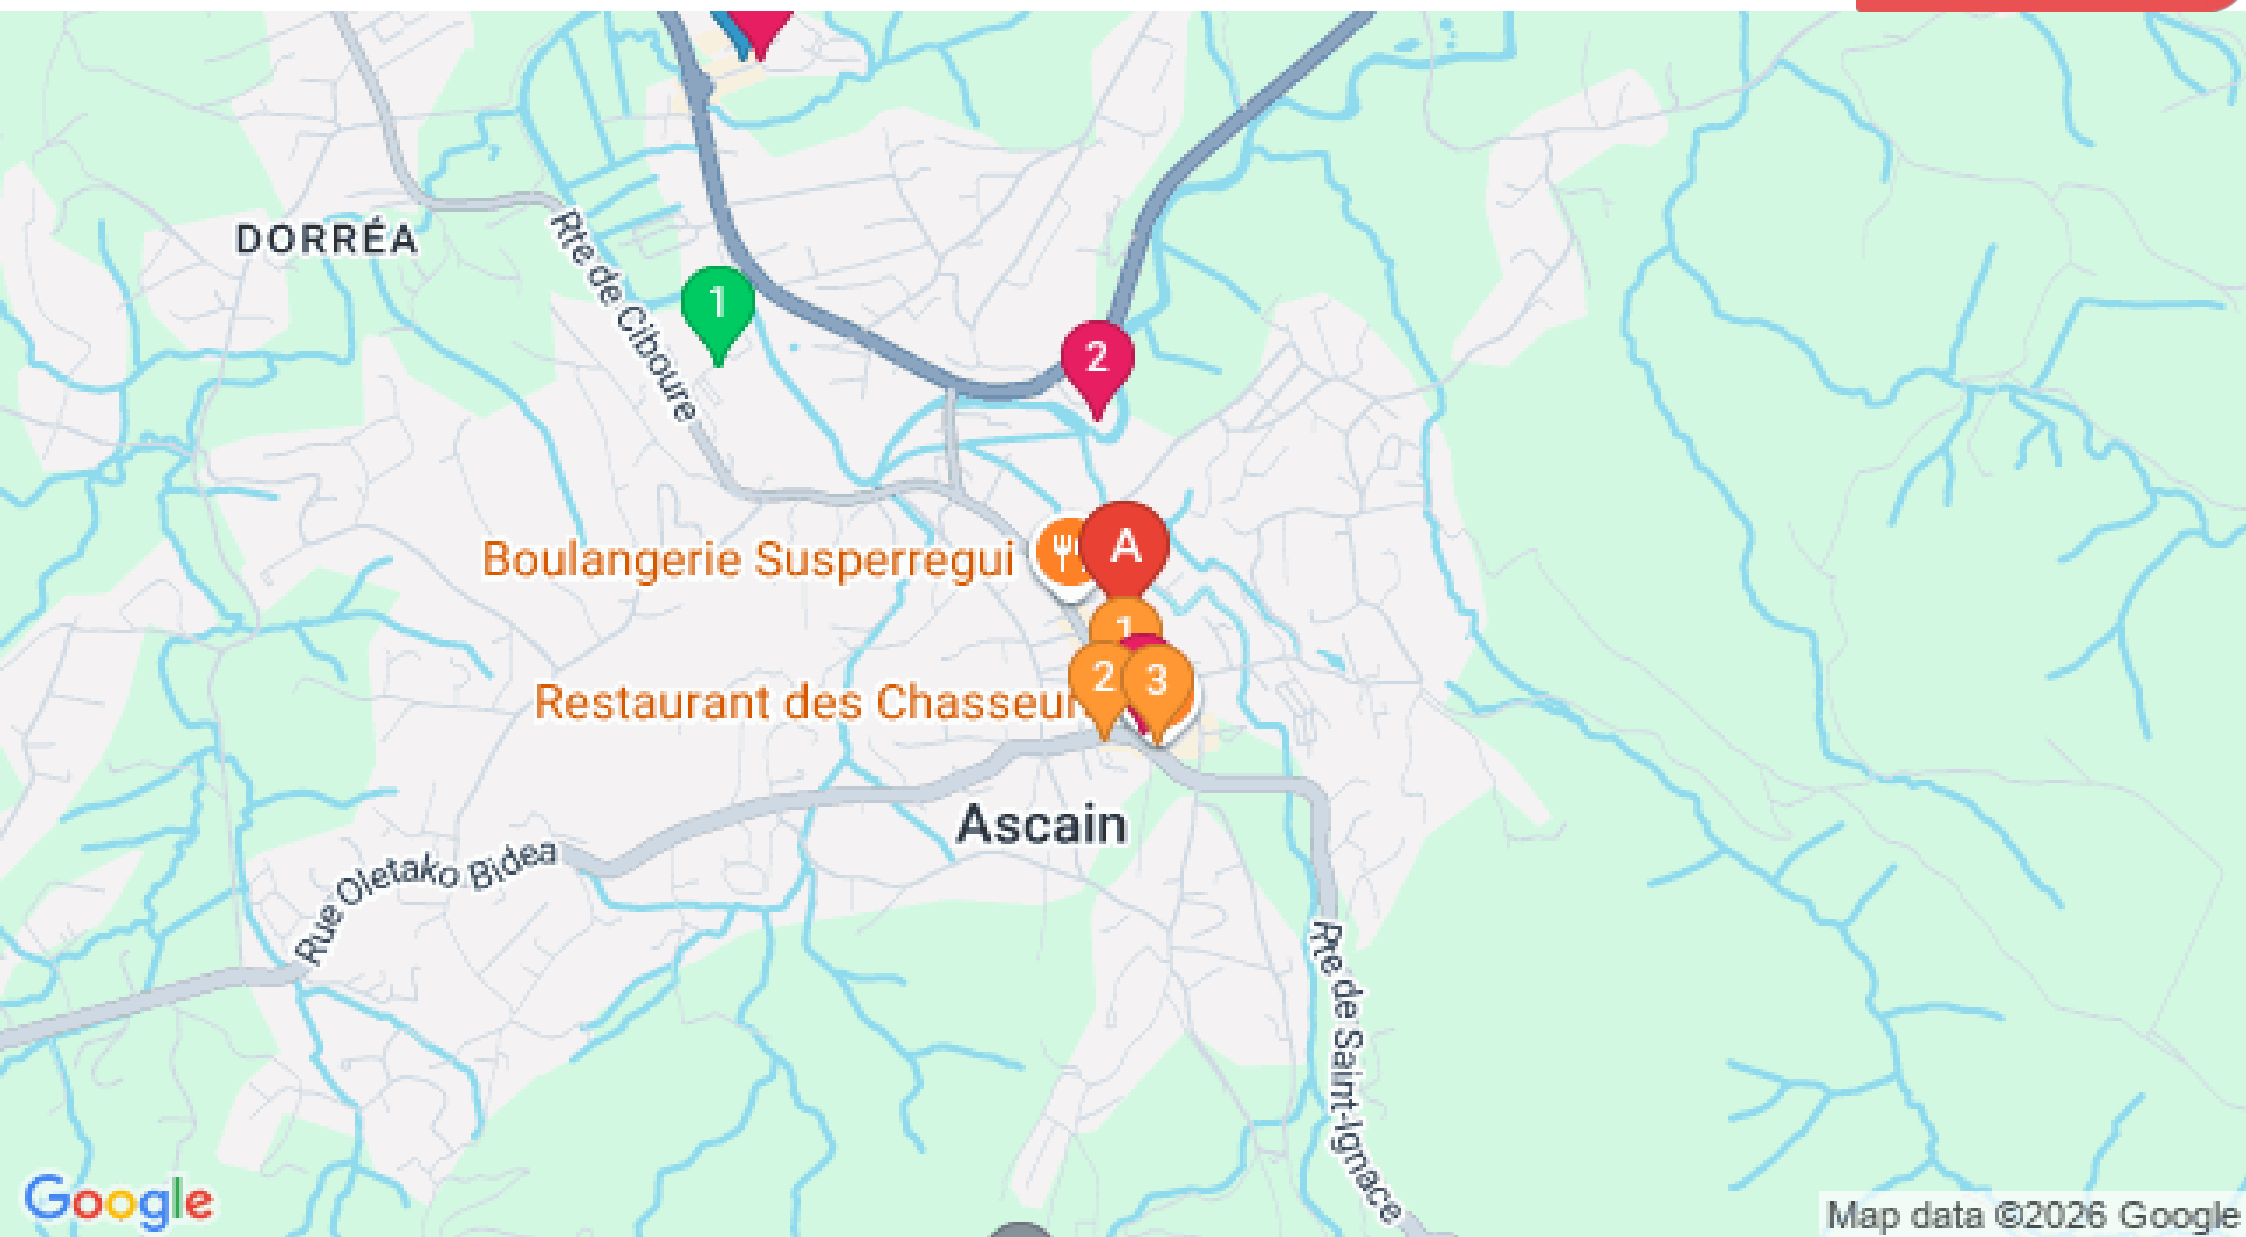 DORRÉA
Rte de Ciboure
1
2
Boulangerie Susperregui
A
1
2
3
Restaurant des Chasseur
Ascain
Rue Oletako Bidea
Rte de Saint-Ignace
Google
Map data ©2026 Google